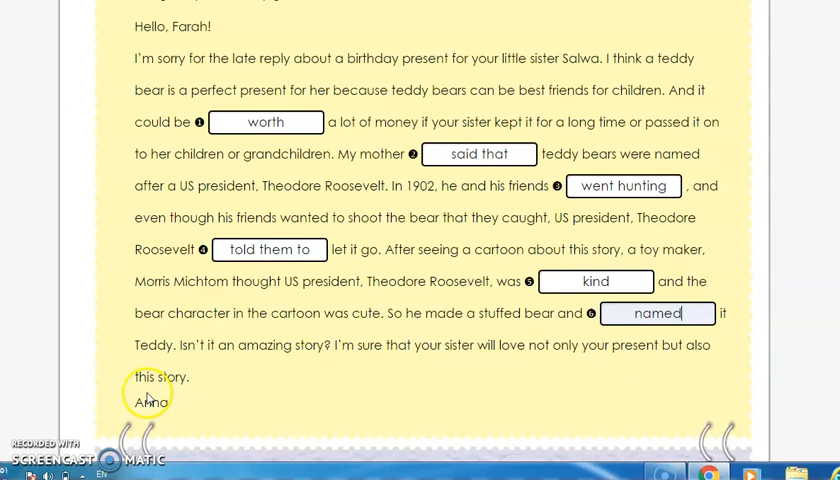 Hello, Farah!
I'm sorry for the late reply about a birthday present for your little sister Salwa. I think a teddy
bear is a perfect present for her because teddy bears can be best friends for children. And it
could be ❶ worth a lot of money if your sister kept it for a long time or passed it on
to her children or grandchildren. My mother ❷ said that teddy bears were named
after a US president, Theodore Roosevelt. In 1902, he and his friends ❸ went hunting , and
even though his friends wanted to shoot the bear that they caught, US president, Theodore
Roosevelt ❹ told them to let it go. After seeing a cartoon about this story, a toy maker,
Morris Michtom thought US president, Theodore Roosevelt, was ❺ kind and the
bear character in the cartoon was cute. So he made a stuffed bear and ❻ named it
Teddy. Isn't it an amazing story? I'm sure that your sister will love not only your present but also
this story.
Anna
RECORDED WITH
SCREENCAST MATIC
EN